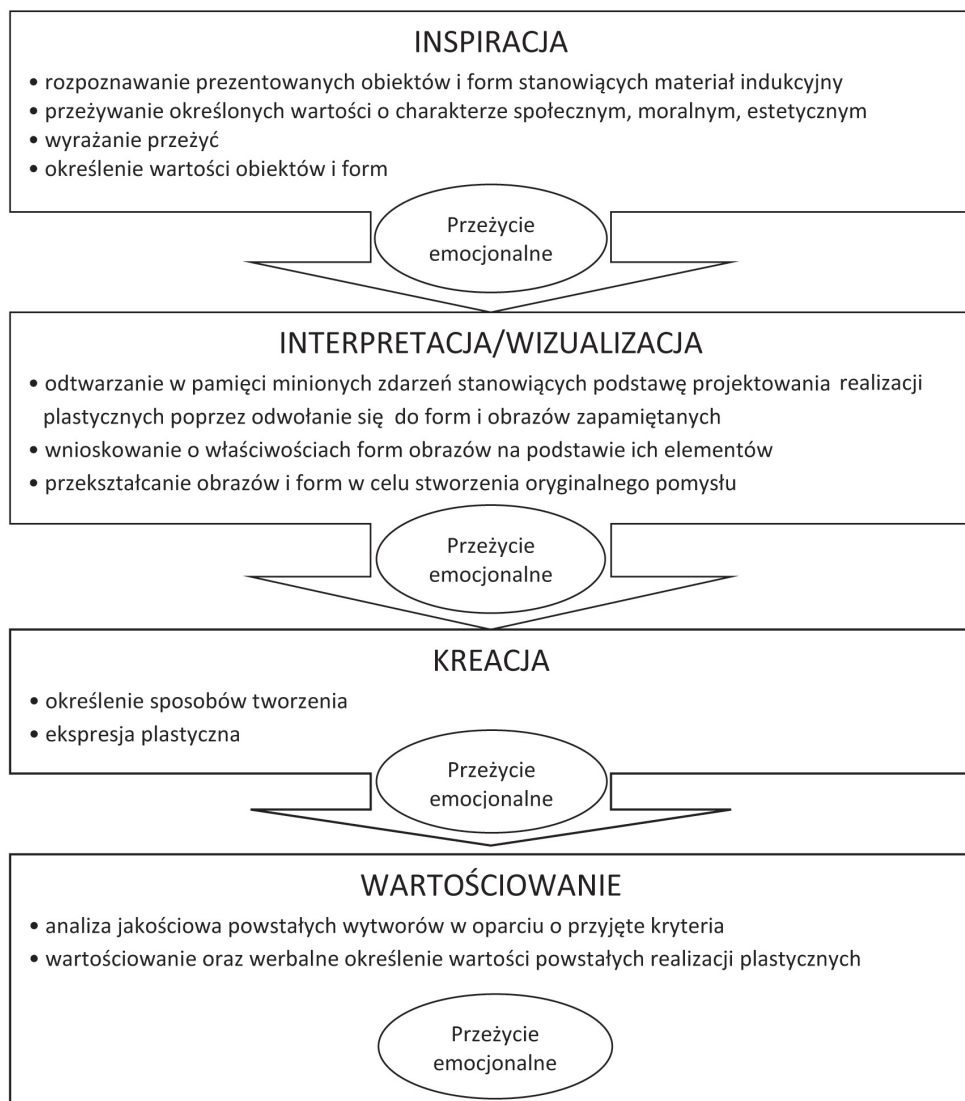 INSPIRACJA
• rozpoznawanie prezentowanych obiektów i form stanowiących materiał indukcyjny
• przeżywanie określonych wartości o charakterze społecznym, moralnym, estetycznym
• wyrażanie przeżyć
• określenie wartości obiektów i form
Przeżycie
emocjonalne
INTERPRETACJA/WIZUALIZACJA
• odtwarzanie w pamięci minionych zdarzeń stanowiących podstawę projektowania realizacji
plastycznych poprzez odwołanie się do form i obrazów zapamiętanych
• wnioskowanie o właściwościach form obrazów na podstawie ich elementów
• przekształcanie obrazów i form w celu stworzenia oryginalnego pomysłu
Przeżycie
emocjonalne
KREACJA
• określenie sposobów tworzenia
• ekspresja plastyczna
Przeżycie
emocjonalne
WARTOŚCIOWANIE
• analiza jakościowa powstałych wytworów w oparciu o przyjęte kryteria
• wartościowanie oraz werbalne określenie wartości powstałych realizacji plastycznych
Przeżycie
emocjonalne